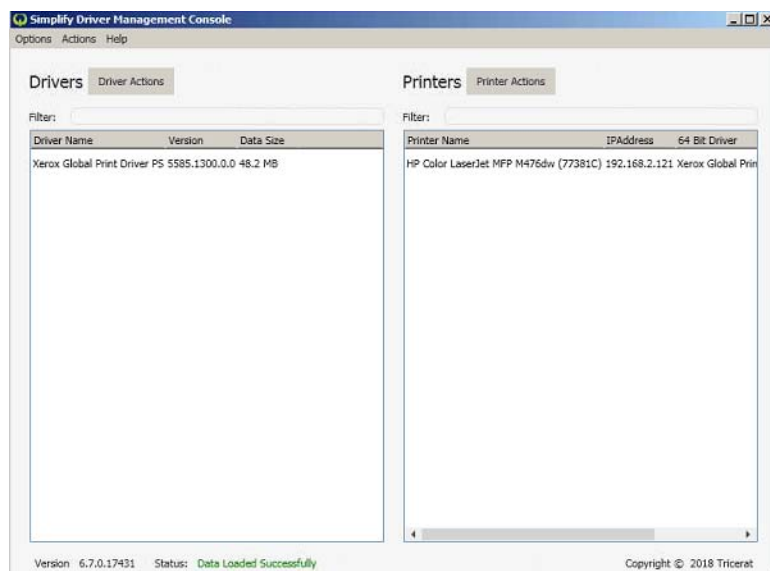 Simplify Driver Management Console
Options Actions Help
Drivers Driver Actions
Filter:
Driver Name Version Data Size
Xerox Global Print Driver PS 5585.1300.0.0 48.2 MB
Printers Printer Actions
Filter:
Printer Name IPAddress 64 Bit Driver
HP Color LaserJet MFP M476dw (77381C) 192.168.2.121 Xerox Global Prin
Version 6.7.0.17431 Status: Data Loaded Successfully
Copyright © 2018 Tricerat